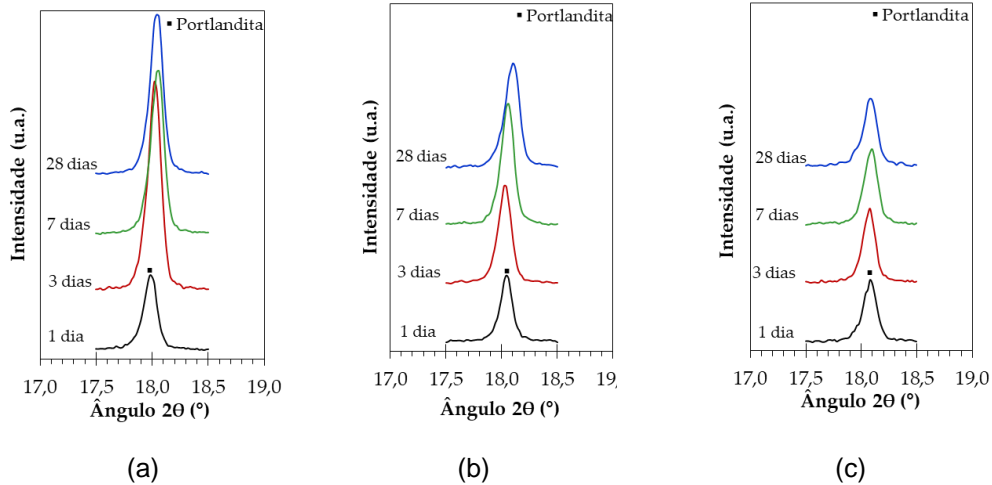 ▪ Portlandita
Intensidade (u.a.)
28 dias
7 dias
3 dias
1 dia
17,0 17,5 18,0 18,5 19,0
Ângulo 2θ (°)
(a)
▪ Portlandita
Intensidade (u.a.)
28 dias
7 dias
3 dias
1 dia
17,0 17,5 18,0 18,5 19,
Ângulo 2θ (°)
(b)
▪ Portlandita
Intensidade (u.a.)
28 dias
7 dias
3 dias
1 dia
17,0 17,5 18,0 18,5 19,0
Ângulo 2θ (°)
(c)